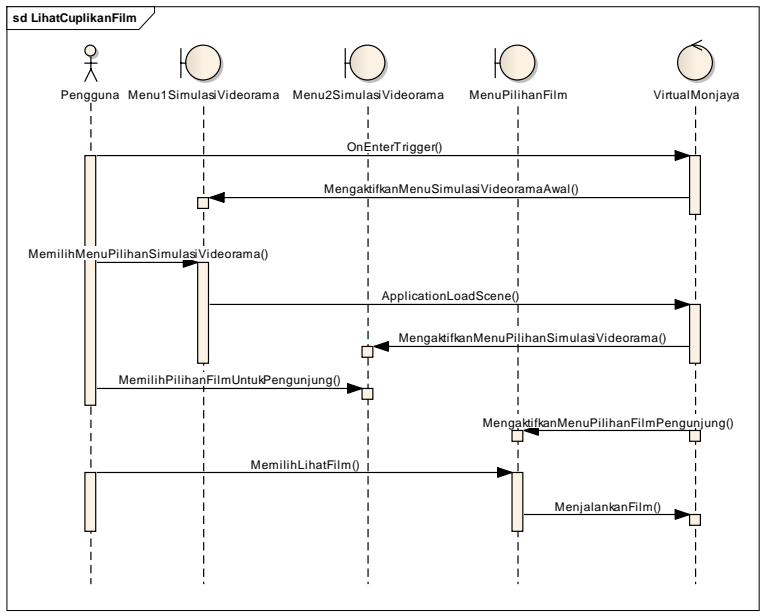 sd LihatCuplikanFilm
Pengguna
Menu1SimulasiVideorama
Menu2SimulasiVideorama
MenuPilihanFilm
VirtualMonjaya
OnEnterTrigger()
MengaktifkanMenuSimulasiVideoramaAwal()
MemilihMenuPilihanSimulasiVideorama()
ApplicationLoadScene()
MengaktifkanMenuPilihanSimulasiVideorama()
MemilihPilihanFilmUntukPengunjung()
MengaktifkanMenuPilihanFilmPengunjung()
MemilihLihatFilm()
MenjalankanFilm()